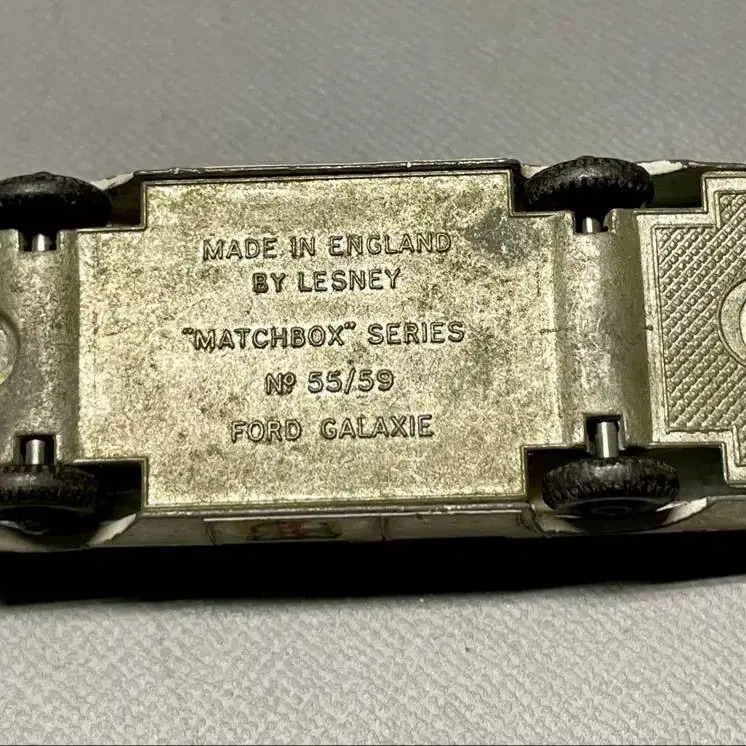 MADE IN ENGLAND
BY LESNEY
"MATCHBOX" SERIES
Nº 55/59
FORD GALAXIE